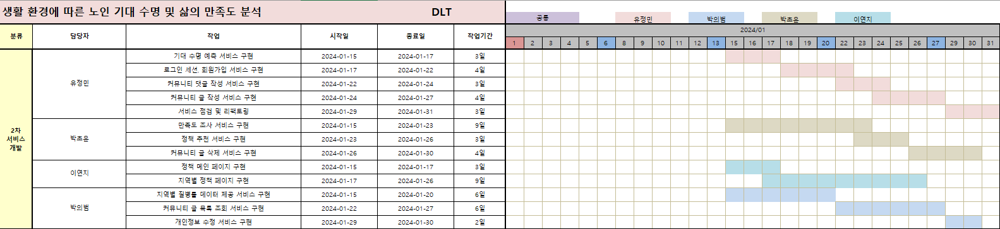 생활 환경에 따른 노인 기대 수명 및 삶의 만족도 분석 DLT
공통 유정민 박의범 박초윤 이연지
분류 담당자 작업 시작일 종료일 작업기간 2024/01
1 2 3 4 5 6 8 9 10 11 12 13 15 16 17 18 19 20 22 23 24 25 26 27 29 30 31
2차
서비스
개발
유정민
기대 수명 예측 서비스 구현 2024-01-15 2024-01-17 3일
로그인 세션, 회원가입 서비스 구현 2024-01-17 2024-01-22 4일
커뮤니티 댓글 작성 서비스 구현 2024-01-22 2024-01-24 3일
커뮤니티 글 작성 서비스 구현 2024-01-24 2024-01-27 4일
서비스 점검 및 리팩토링 2024-01-29 2024-01-31 3일
박초윤
만족도 조사 서비스 구현 2024-01-15 2024-01-23 9일
정책 추천 서비스 구현 2024-01-23 2024-01-26 3일
커뮤니티 글 삭제 서비스 구현 2024-01-26 2024-01-30 4일
이연지
정책 메인 페이지 구현 2024-01-15 2024-01-17 3일
지역별 정책 페이지 구현 2024-01-17 2024-01-26 9일
박의범
지역별 질병률 데이터 제공 서비스 구현 2024-01-15 2024-01-20 6일
커뮤니티 글 목록 조회 서비스 구현 2024-01-22 2024-01-27 6일
개인정보 수정 서비스 구현 2024-01-29 2024-01-30 2일